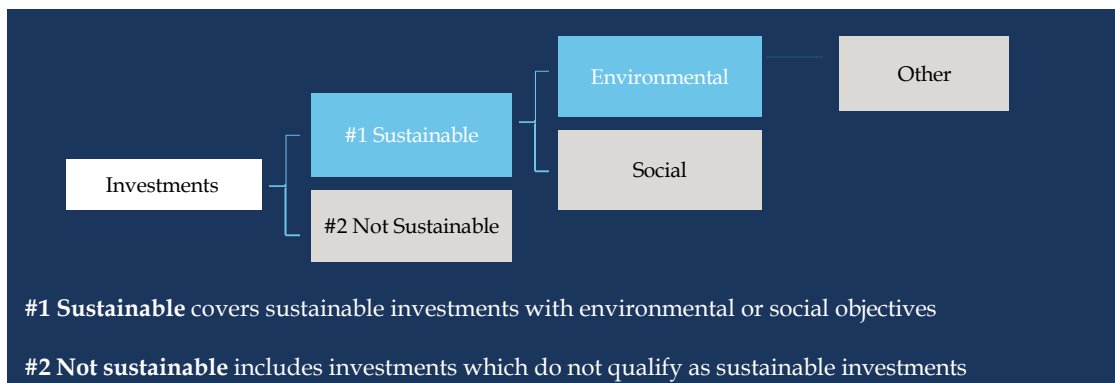 Environmental
Other
#1 Sustainable
Social
Investments
#2 Not Sustainable
#1 Sustainable covers sustainable investments with environmental or social objectives
#2 Not sustainable includes investments which do not qualify as sustainable investments